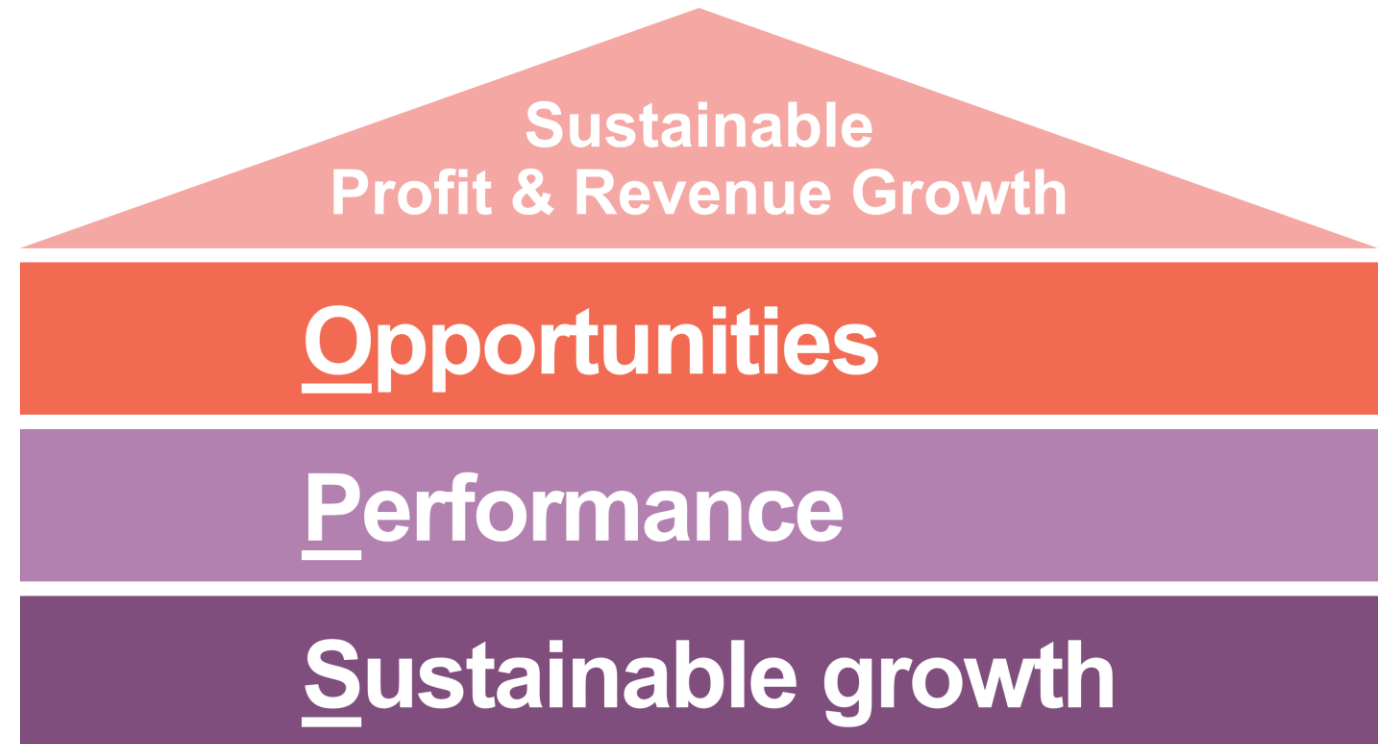 Sustainable
Profit & Revenue Growth
Opportunities
Performance
Sustainable growth